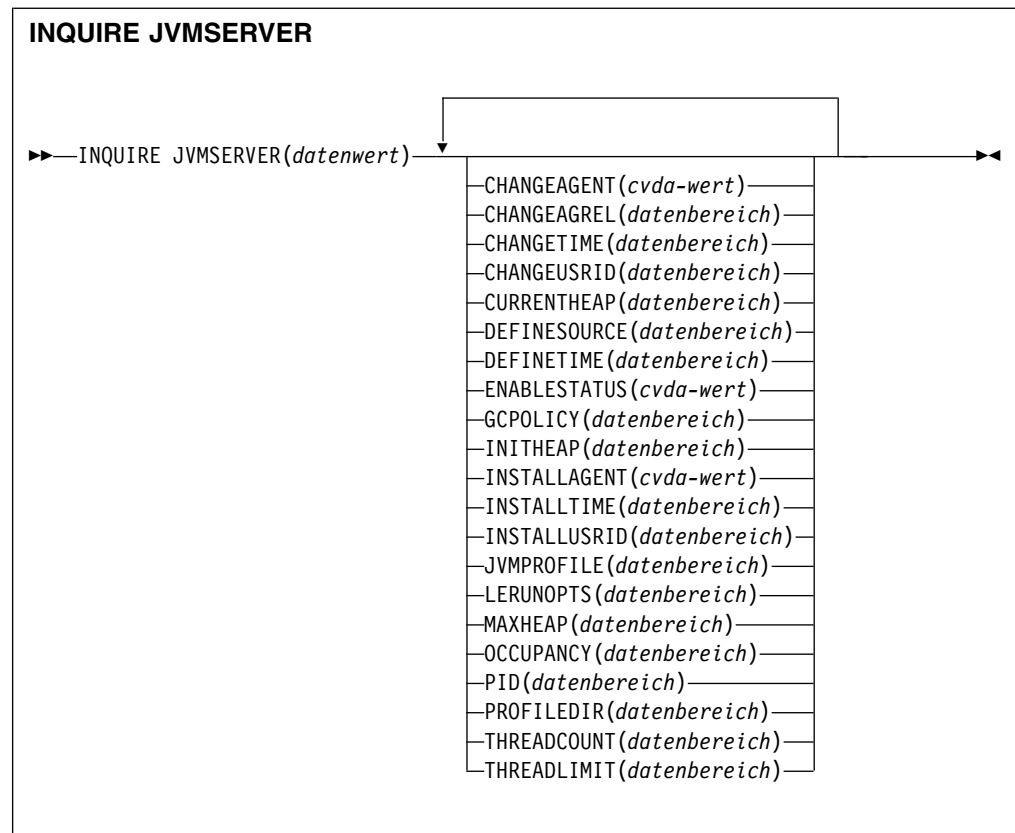 INQUIRE JVMSERVER
INQUIRE JVMSERVER(datenwert)
CHANGEAGENT(cvda-wert)
CHANGEAGREL(datenbereich)
CHANGETIME(datenbereich)
CHANGEUSRID(datenbereich)
CURRENTHEAP(datenbereich)
DEFINESOURCE(datenbereich)
DEFINETIME(datenbereich)
ENABLESTATUS(cvda-wert)
GCPOLICY(datenbereich)
INITHEAP(datenbereich)
INSTALLAGENT(cvda-wert)
INSTALLTIME(datenbereich)
INSTALLUSRID(datenbereich)
JVMPROFILE(datenbereich)
LERUNOPTS(datenbereich)
MAXHEAP(datenbereich)
OCCUPANCY(datenbereich)
PID(datenbereich)
PROFILEDIR(datenbereich)
THREADCOUNT(datenbereich)
THREADLIMIT(datenbereich)